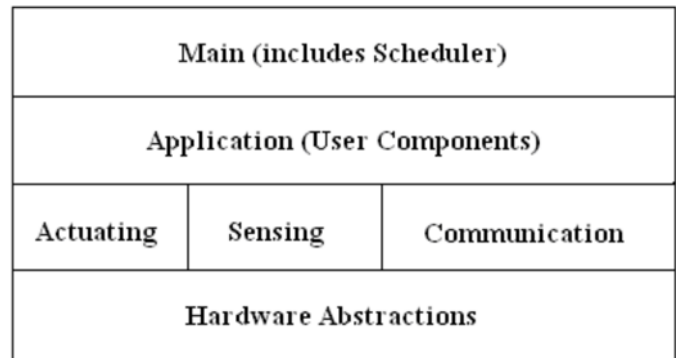 Main (includes Scheduler)
Application (User Components)
Actuating
Sensing
Communication
Hardware Abstractions